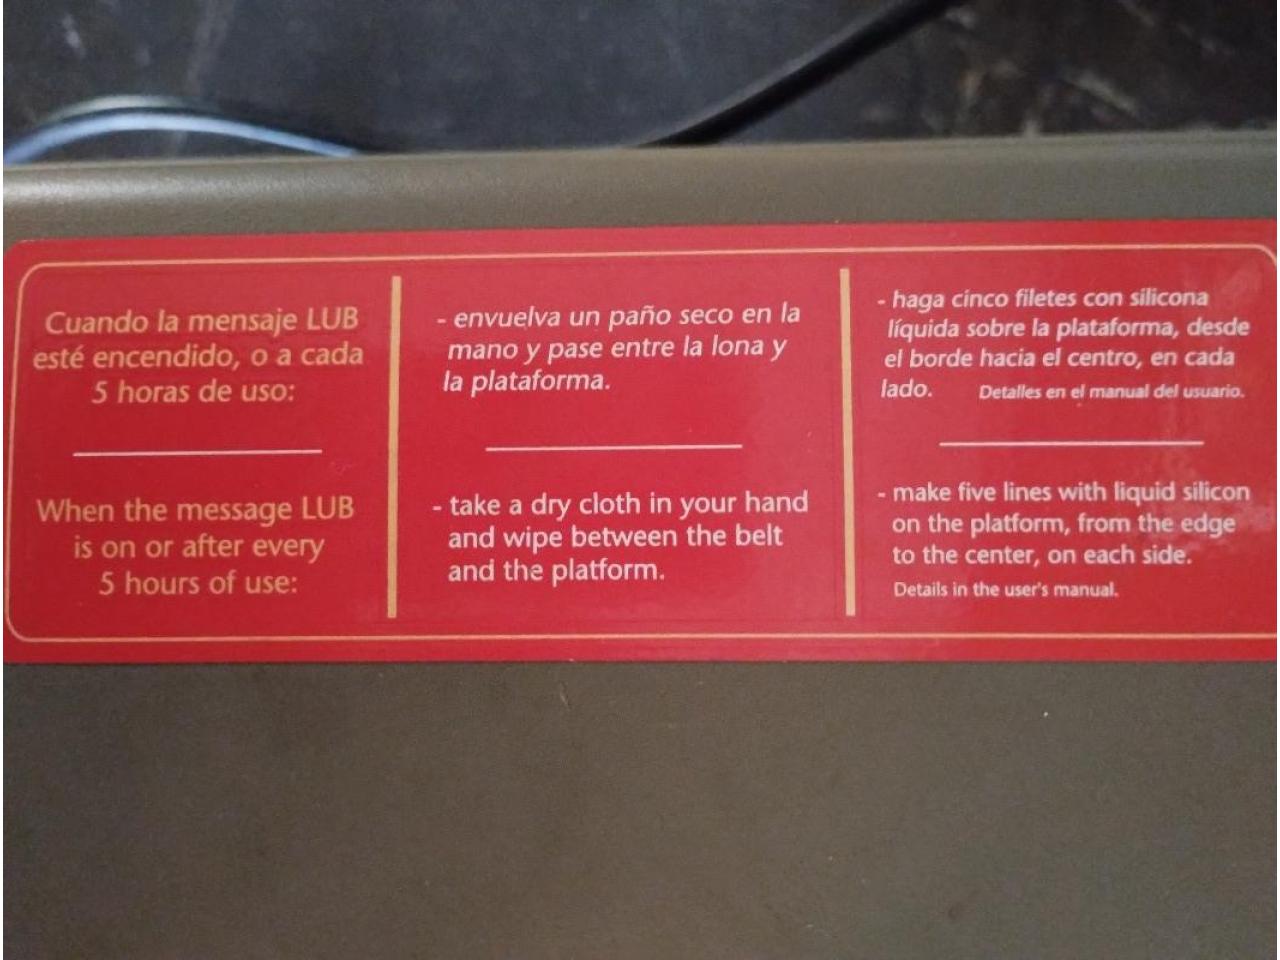 Cuando la mensaje LUB
esté encendido, o a cada
5 horas de uso:
When the message LUB
is on or after every
5 hours of use:
- envuelva un paño seco en la
mano y pase entre la lona y
la plataforma.
- take a dry cloth in your hand
and wipe between the belt
and the platform.
- haga cinco filetes con silicona
líquida sobre la plataforma, desde
el borde hacia el centro, en cada
lado. Detalles en el manual del usuario.
- make five lines with liquid silicon
on the platform, from the edge
to the center, on each side.
Details in the user's manual.